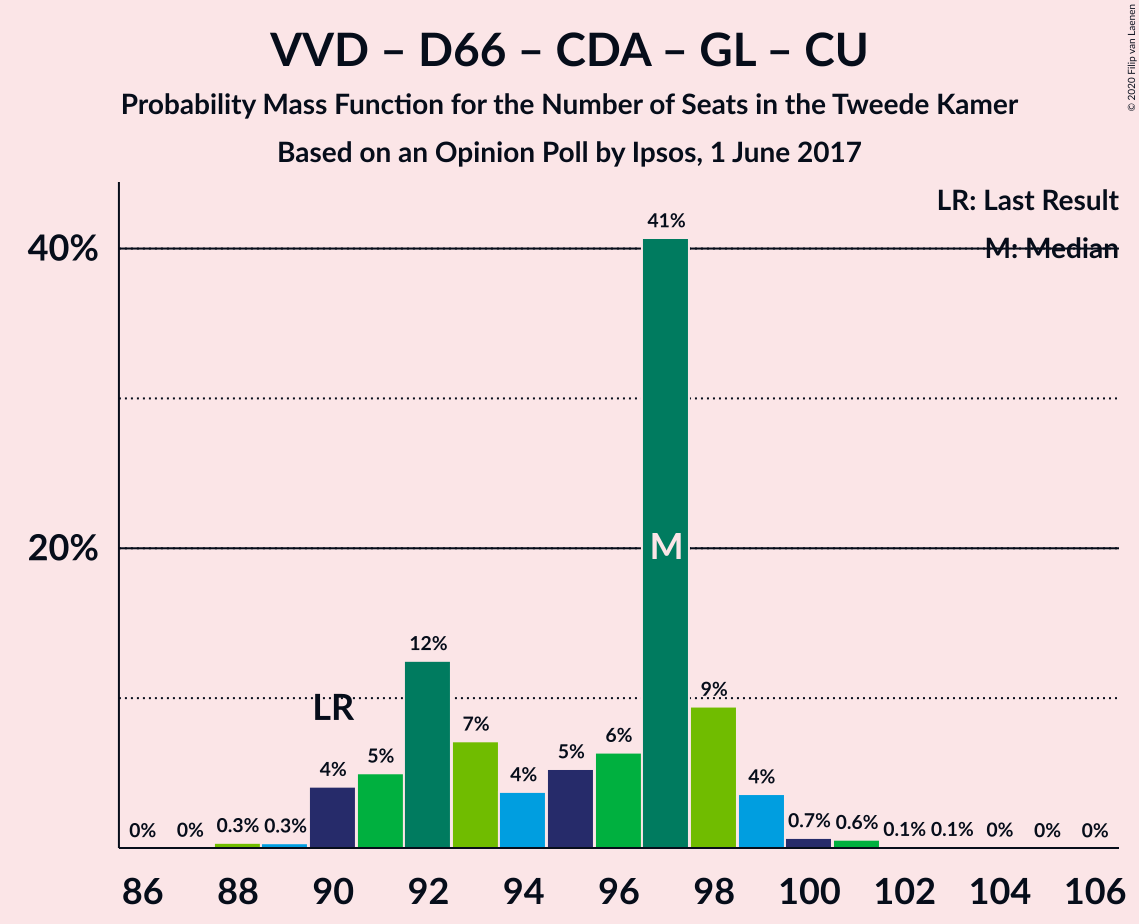 VVD – D66 – CDA – GL – CU
Probability Mass Function for the Number of Seats in the Tweede Kamer
Based on an Opinion Poll by Ipsos, 1 June 2017
© 2020 Filip van Laenen
LR: Last Result
M: Median
40%
20%
0% 0% 0.3% 0.3% 4% 5% 12% 7% 4% 5% 6% 41% 9% 4% 0.7% 0.6% 0.1% 0.1% 0% 0% 0%
LR
M
86 88 90 92 94 96 98 100 102 104 106